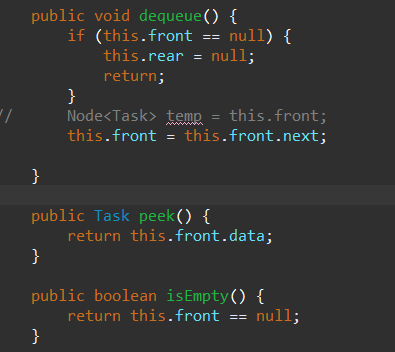 public void dequeue() {
if (this.front == null) {
this.rear = null;
return;
}
// Node<Task> temp = this.front;
this.front = this.front.next;
}
public Task peek() {
return this.front.data;
}
public boolean isEmpty() {
return this.front == null;
}